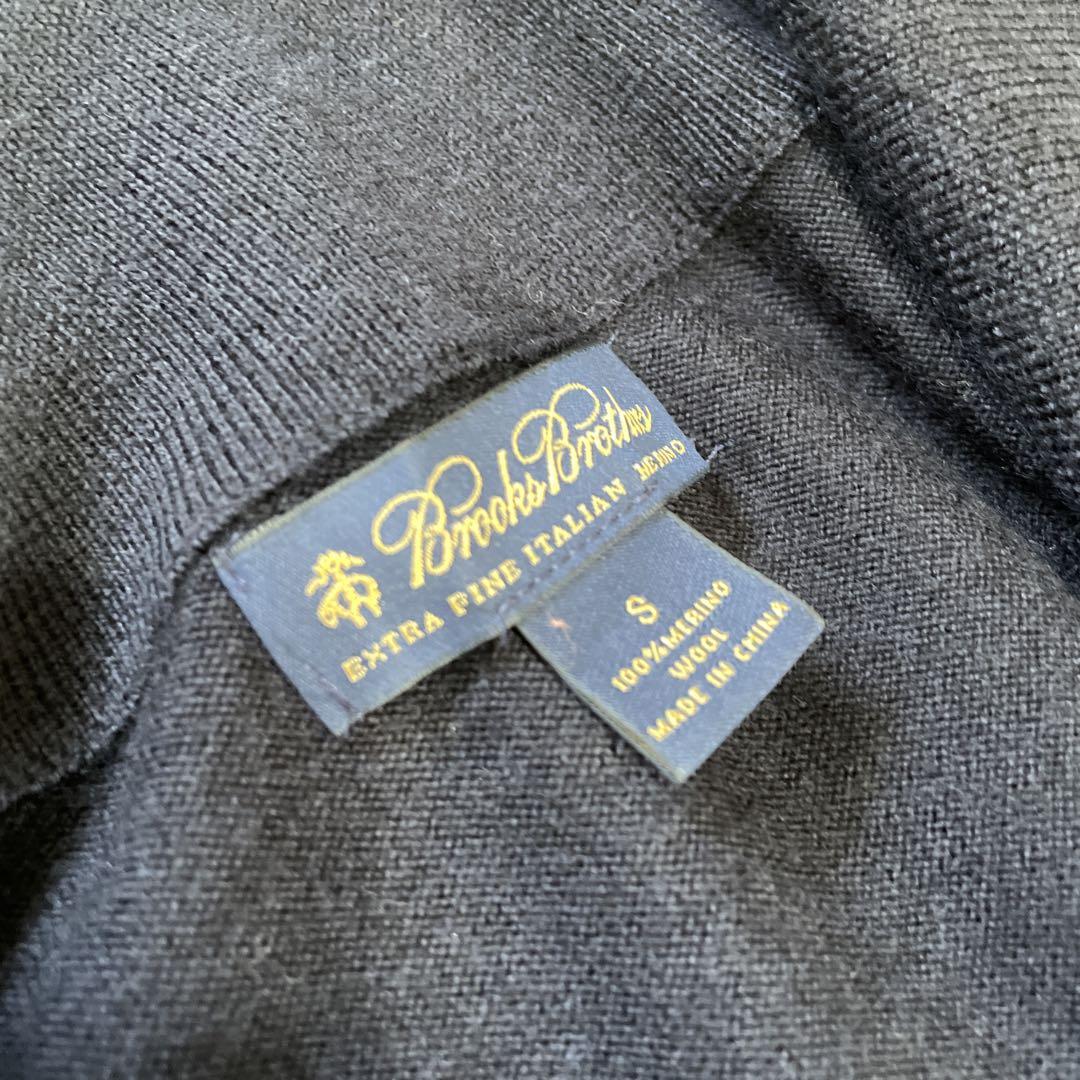 Brooks Brothers
EXTRA FINE ITALIAN MERINO
S
100%MERINO
WOOL
MADE IN CHINA